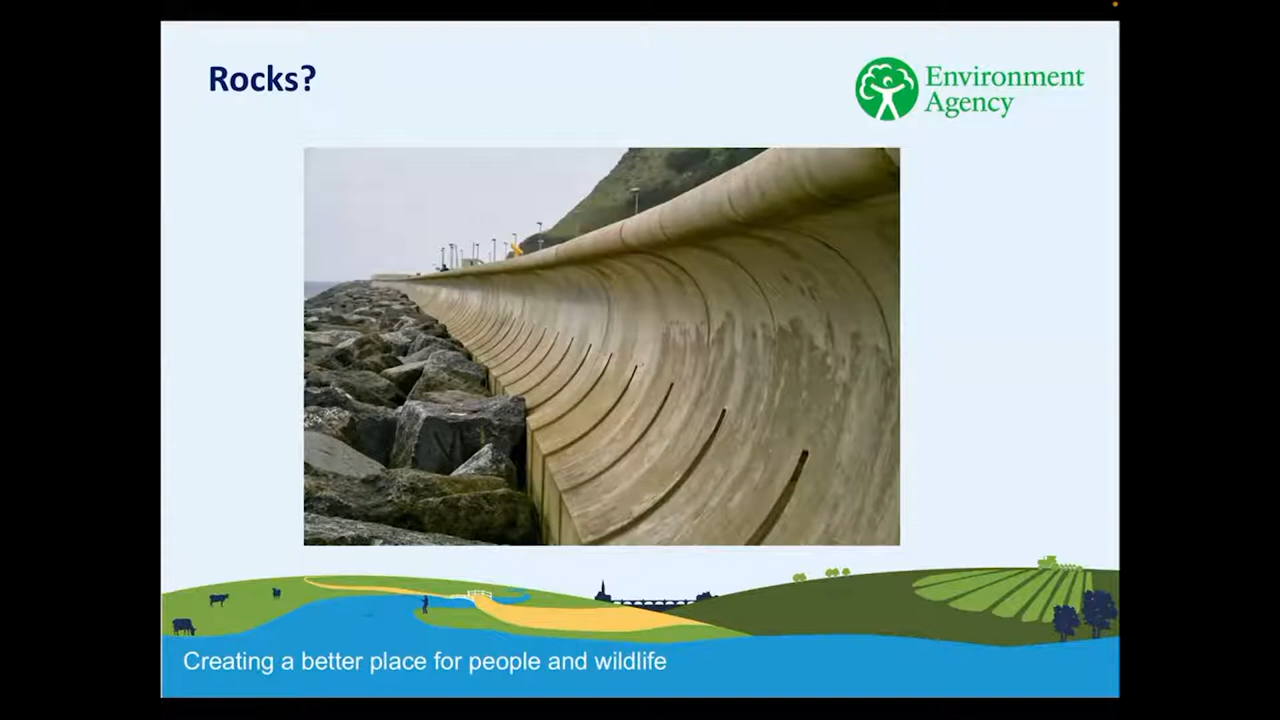 Rocks?
Environment
Agency
Creating a better place for people and wildlife